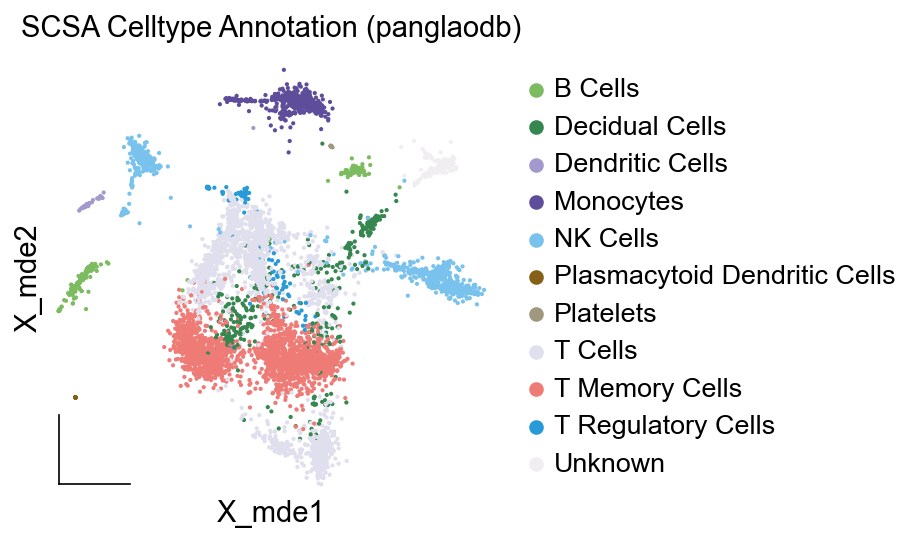 SCSA Celltype Annotation (panglaodb)
B Cells
Decidual Cells
Dendritic Cells
Monocytes
NK Cells
Plasmacytoid Dendritic Cells
Platelets
T Cells
T Memory Cells
T Regulatory Cells
Unknown
X_mde2
X_mde1